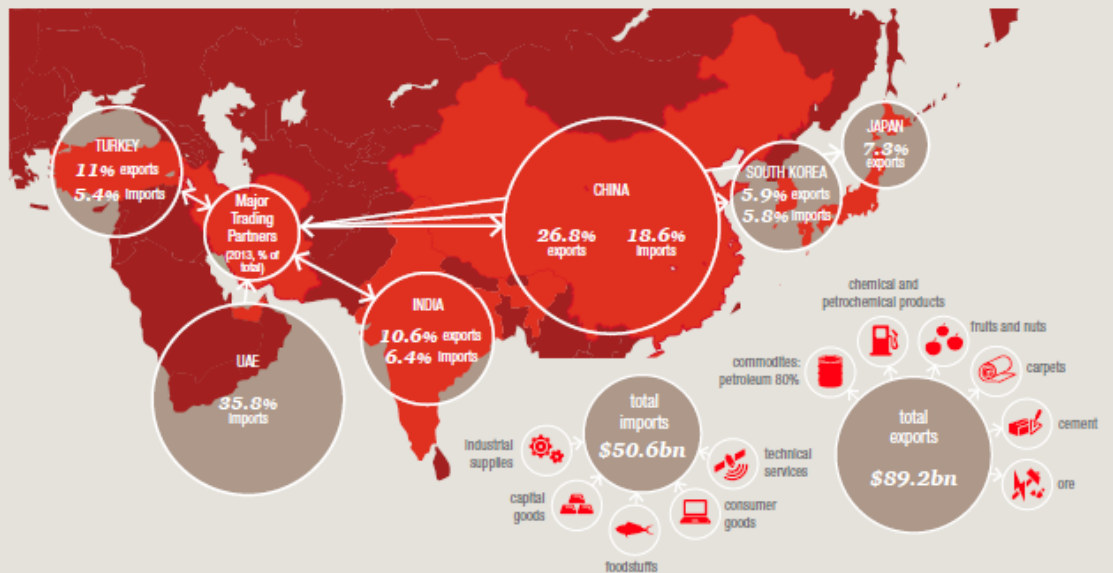 TURKEY
11% exports
5.4% imports
Major
Trading
Partners
(2013, % of
total)
UAE
35.8%
imports
INDIA
10.6% exports
6.4% imports
CHINA
26.8%
exports
18.6%
imports
SOUTH KOREA
5.9% exports
5.8% imports
JAPAN
7.3%
exports
total
imports
$50.6bn
industrial
supplies
capital
goods
foodstuffs
consumer
goods
technical
services
total
exports
$89.2bn
commodites:
petroleum 80%
chemical and
petrochemical products
fruits and nuts
carpets
cement
ore